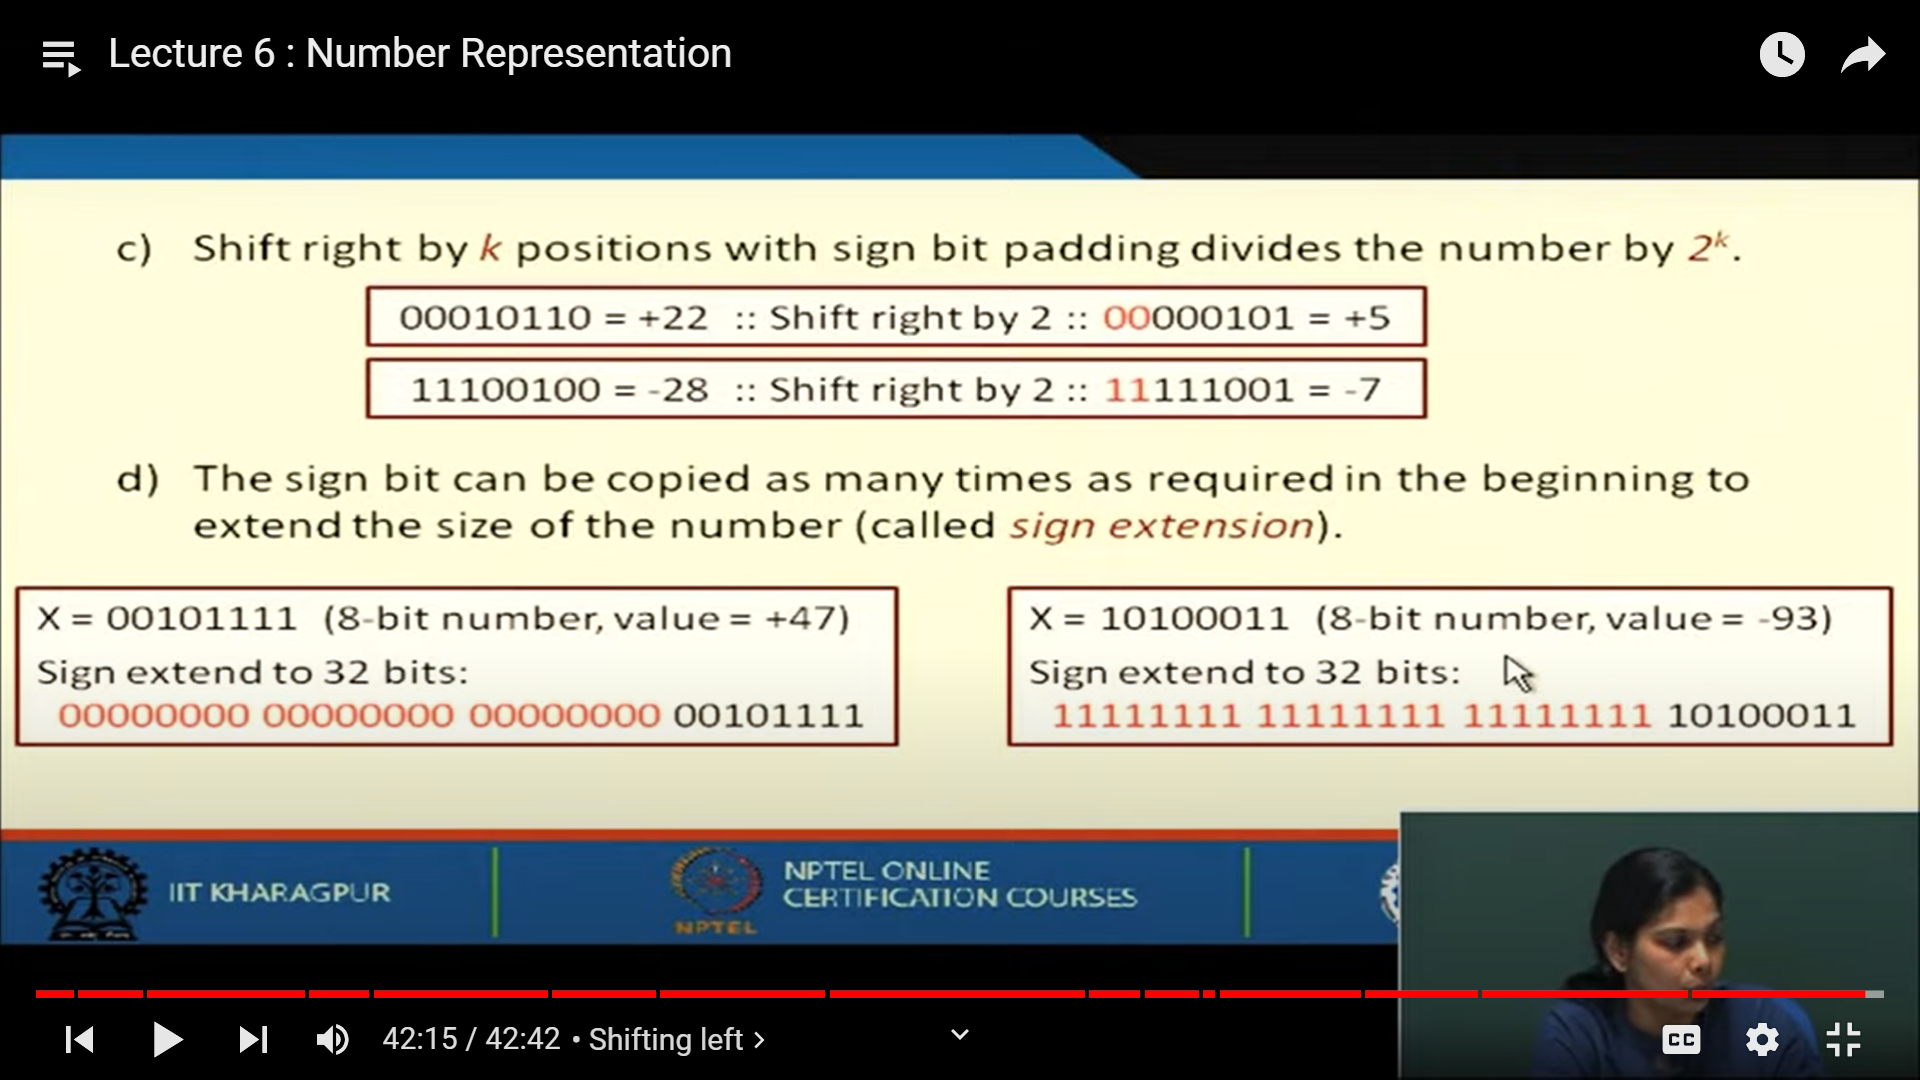 Lecture 6 : Number Representation
c) Shift right by k positions with sign bit padding divides the number by 2ᵏ.
00010110 = +22 :: Shift right by 2 :: 00000101 = +5
11100100 = -28 :: Shift right by 2 :: 11111001 = -7
d) The sign bit can be copied as many times as required in the beginning to
extend the size of the number (called sign extension).
X = 00101111 (8-bit number, value = +47)
Sign extend to 32 bits:
00000000 00000000 00000000 00101111
X = 10100011 (8-bit number, value = -93)
Sign extend to 32 bits:
11111111 11111111 11111111 10100011
IIT KHARAGPUR
NPTEL
NPTEL ONLINE
CERTIFICATION COURSES
42:15 / 42:42 • Shifting left ›
CC